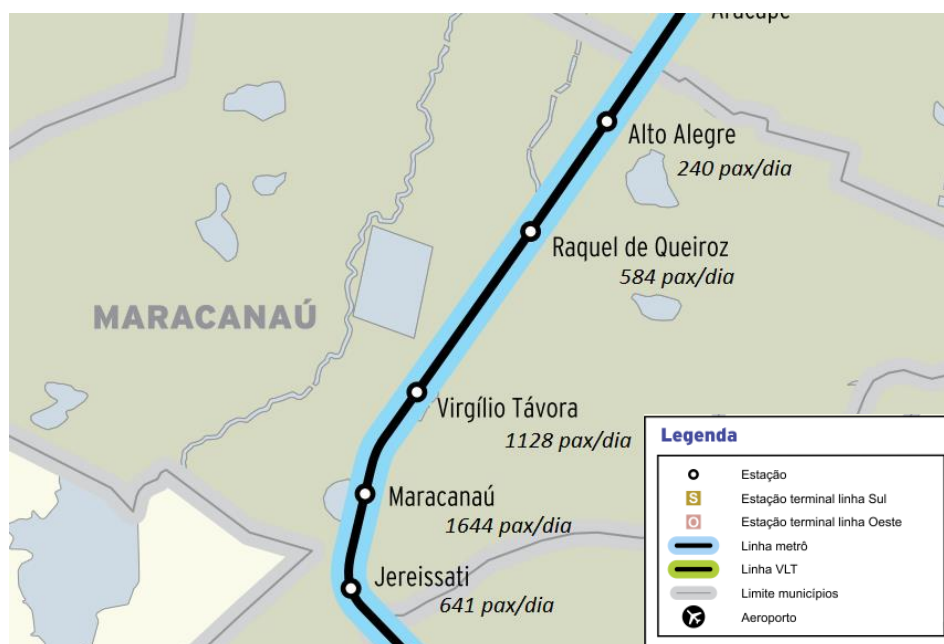 Aracapé
Alto Alegre
240 pax/dia
Raquel de Queiroz
584 pax/dia
MARACANAÚ
Virgílio Távora
1128 pax/dia
Maracanaú
1644 pax/dia
Jereissati
641 pax/dia
Legenda
Estação
S Estação terminal linha Sul
O Estação terminal linha Oeste
Linha metrô
Linha VLT
Limite municípios
Aeroporto